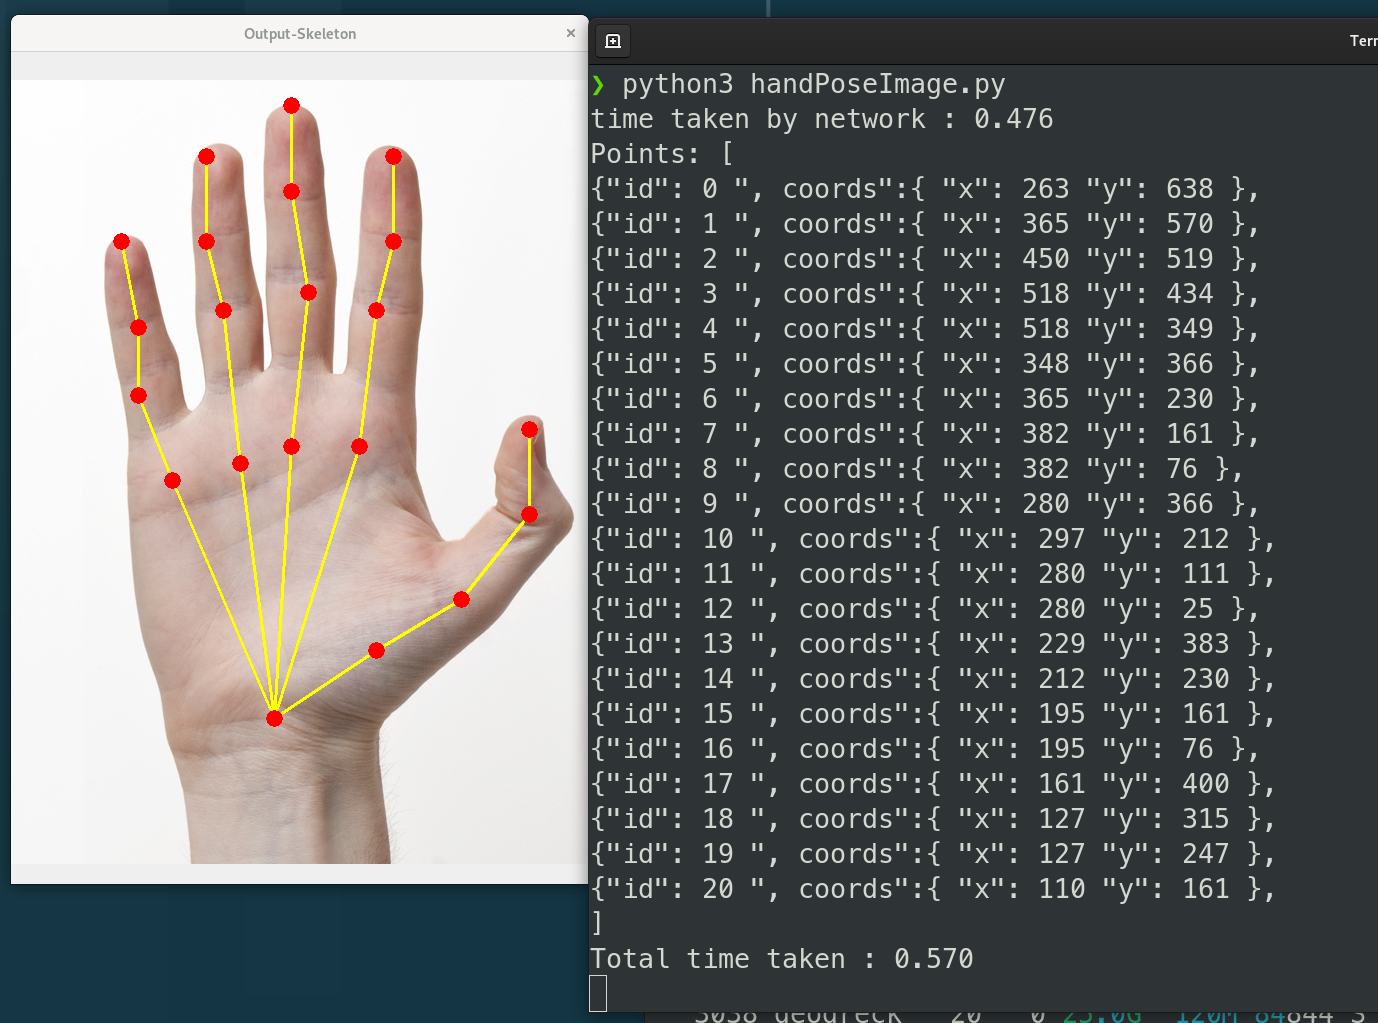 Output-Skeleton
×
Terr
❯ python3 handPoseImage.py
time taken by network : 0.476
Points: [
{"id": 0 ", coords":{ "x": 263 "y": 638 },
{"id": 1 ", coords":{ "x": 365 "y": 570 },
{"id": 2 ", coords":{ "x": 450 "y": 519 },
{"id": 3 ", coords":{ "x": 518 "y": 434 },
{"id": 4 ", coords":{ "x": 518 "y": 349 },
{"id": 5 ", coords":{ "x": 348 "y": 366 },
{"id": 6 ", coords":{ "x": 365 "y": 230 },
{"id": 7 ", coords":{ "x": 382 "y": 161 },
{"id": 8 ", coords":{ "x": 382 "y": 76 },
{"id": 9 ", coords":{ "x": 280 "y": 366 },
{"id": 10 ", coords":{ "x": 297 "y": 212 },
{"id": 11 ", coords":{ "x": 280 "y": 111 },
{"id": 12 ", coords":{ "x": 280 "y": 25 },
{"id": 13 ", coords":{ "x": 229 "y": 383 },
{"id": 14 ", coords":{ "x": 212 "y": 230 },
{"id": 15 ", coords":{ "x": 195 "y": 161 },
{"id": 16 ", coords":{ "x": 195 "y": 76 },
{"id": 17 ", coords":{ "x": 161 "y": 400 },
{"id": 18 ", coords":{ "x": 127 "y": 315 },
{"id": 19 ", coords":{ "x": 127 "y": 247 },
{"id": 20 ", coords":{ "x": 110 "y": 161 },
]
Total time taken : 0.570